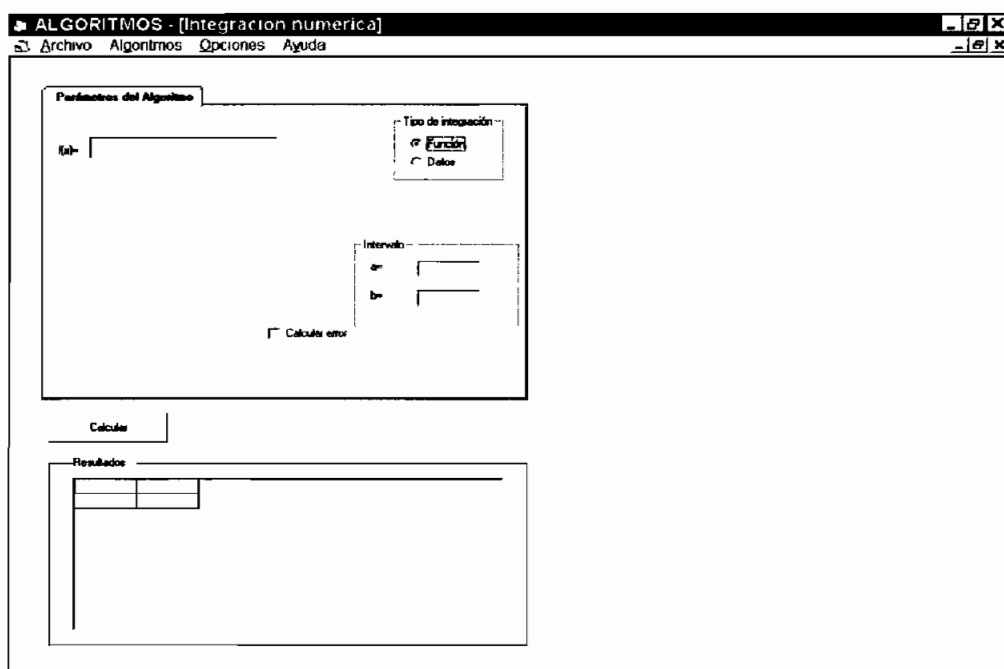 ALGORITMOS - [Integracion numerica]
Archivo Algoritmos Opciones Ayuda
Parámetros del Algoritmo
f(x)=
Tipo de integración
Función
Datos
Intervalo
a=
b=
Calcular error
Calcular
Resultados